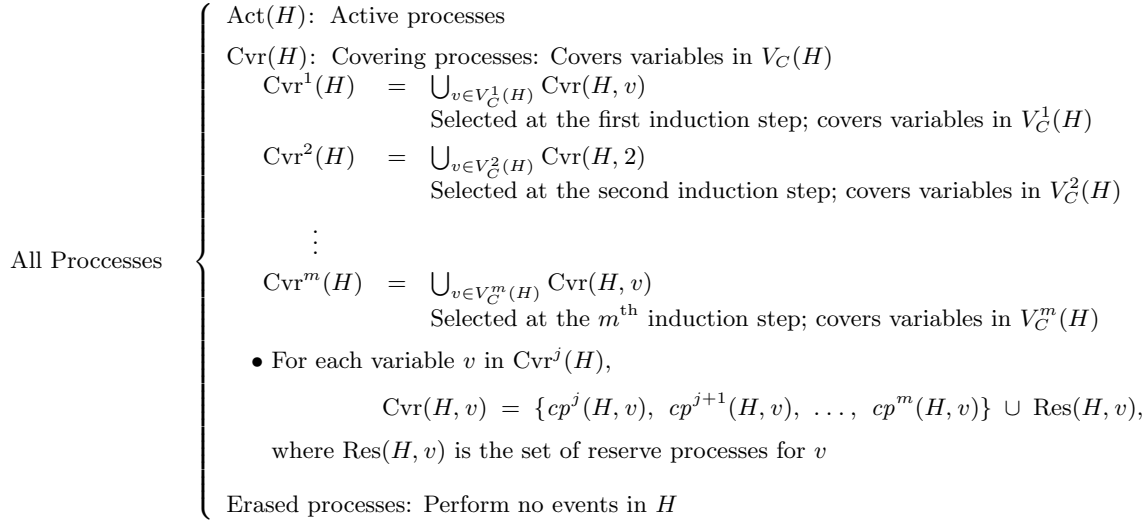 Act(H): Active processes
Cvr(H): Covering processes: Covers variables in V_C(H)
Cvr^1(H) = ⋃_{v∈V_C^1(H)} Cvr(H, v)
Selected at the first induction step; covers variables in V_C^1(H)
Cvr^2(H) = ⋃_{v∈V_C^2(H)} Cvr(H, 2)
Selected at the second induction step; covers variables in V_C^2(H)
⋮
All Proccesses
Cvr^m(H) = ⋃_{v∈V_C^m(H)} Cvr(H, v)
Selected at the m^th induction step; covers variables in V_C^m(H)
• For each variable v in Cvr^j(H),
Cvr(H, v) = {cp^j(H, v), cp^{j+1}(H, v), ..., cp^m(H, v)} ∪ Res(H, v),
where Res(H, v) is the set of reserve processes for v
Erased processes: Perform no events in H